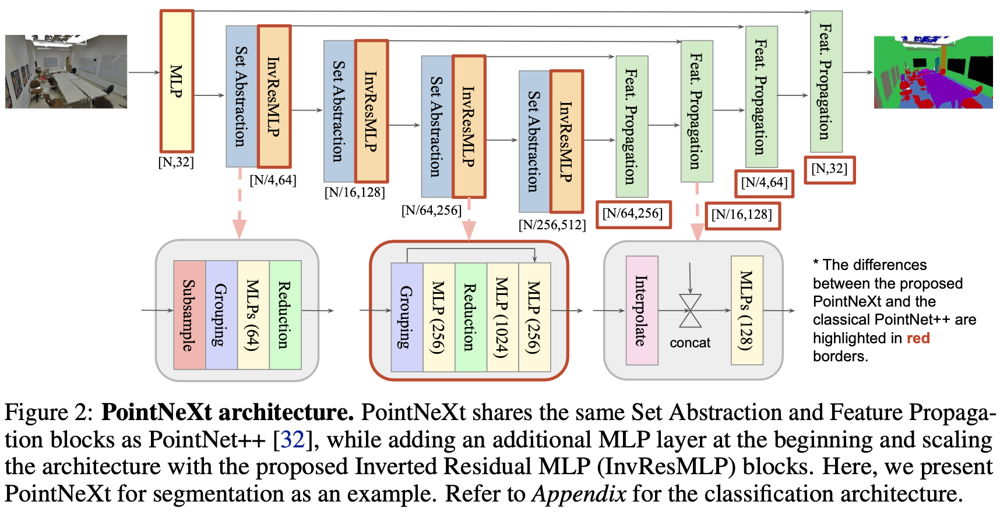 MLP
[N,32]
Set Abstraction
InvResMLP
[N/4,64]
Set Abstraction
InvResMLP
[N/16,128]
Set Abstraction
InvResMLP
[N/64,256]
Set Abstraction
InvResMLP
[N/256,512]
Feat. Propagation
[N/64,256]
Feat. Propagation
[N/16,128]
Feat. Propagation
[N/4,64]
Feat. Propagation
[N,32]
Subsample
Grouping
MLPs (64)
Reduction
Grouping
MLP (256)
Reduction
MLP (1024)
MLP (256)
Interpolate
concat
MLPs (128)
* The differences
between the proposed
PointNeXt and the
classical PointNet++ are
highlighted in red
borders.
Figure 2: PointNeXt architecture. PointNeXt shares the same Set Abstraction and Feature Propaga-
tion blocks as PointNet++ [32], while adding an additional MLP layer at the beginning and scaling
the architecture with the proposed Inverted Residual MLP (InvResMLP) blocks. Here, we present
PointNeXt for segmentation as an example. Refer to Appendix for the classification architecture.